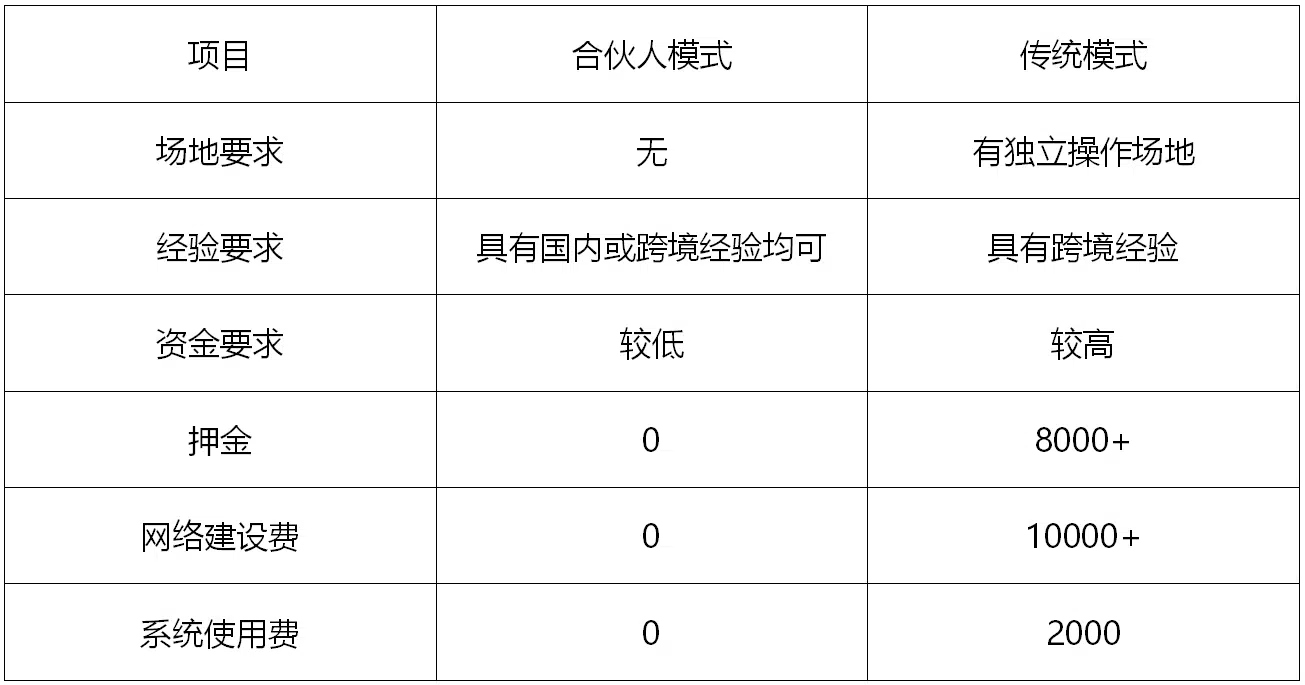 项目 合伙人模式 传统模式
场地要求 无 有独立操作场地
经验要求 具有国内或跨境经验均可 具有跨境经验
资金要求 较低 较高
押金 0 8000+
网络建设费 0 10000+
系统使用费 0 2000